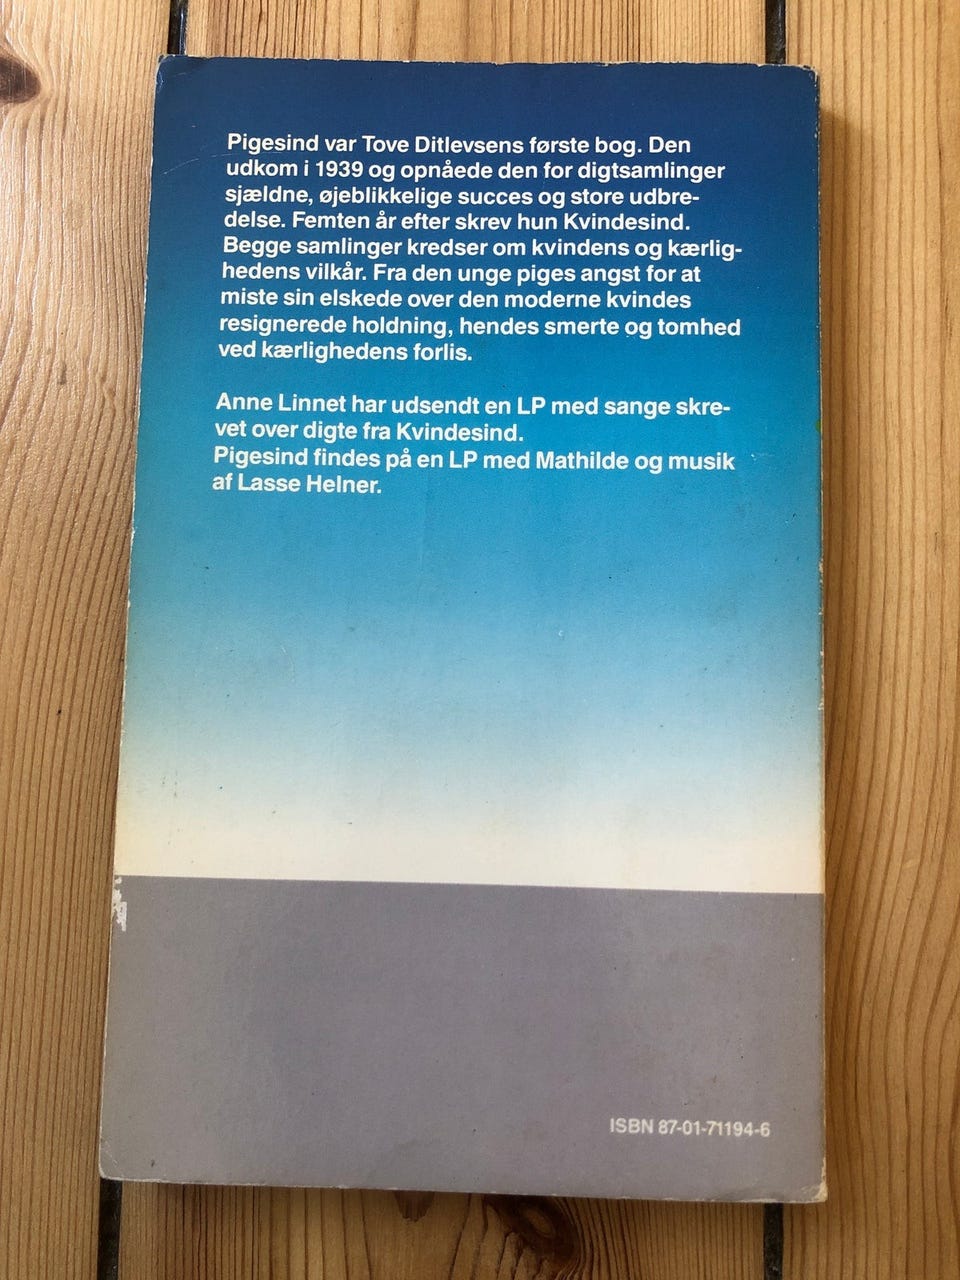 Pigesind var Tove Ditlevsens første bog. Den
udkom i 1939 og opnåede den for digtsamlinger
sjældne, øjeblikkelige succes og store udbre-
delse. Femten år efter skrev hun Kvindesind.
Begge samlinger kredser om kvindens og kærlig-
hedens vilkår. Fra den unge piges angst for at
miste sin elskede over den moderne kvindes
resignerede holdning, hendes smerte og tomhed
ved kærlighedens forlis.
Anne Linnet har udsendt en LP med sange skre-
vet over digte fra Kvindesind.
Pigesind findes på en LP med Mathilde og musik
af Lasse Helner.
ISBN 87-01-71194-6